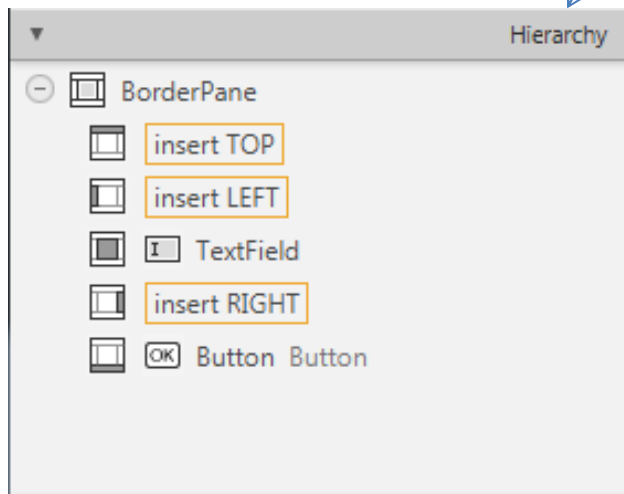 Hierarchy
BorderPane
insert TOP
insert LEFT
I TextField
insert RIGHT
OK Button Button